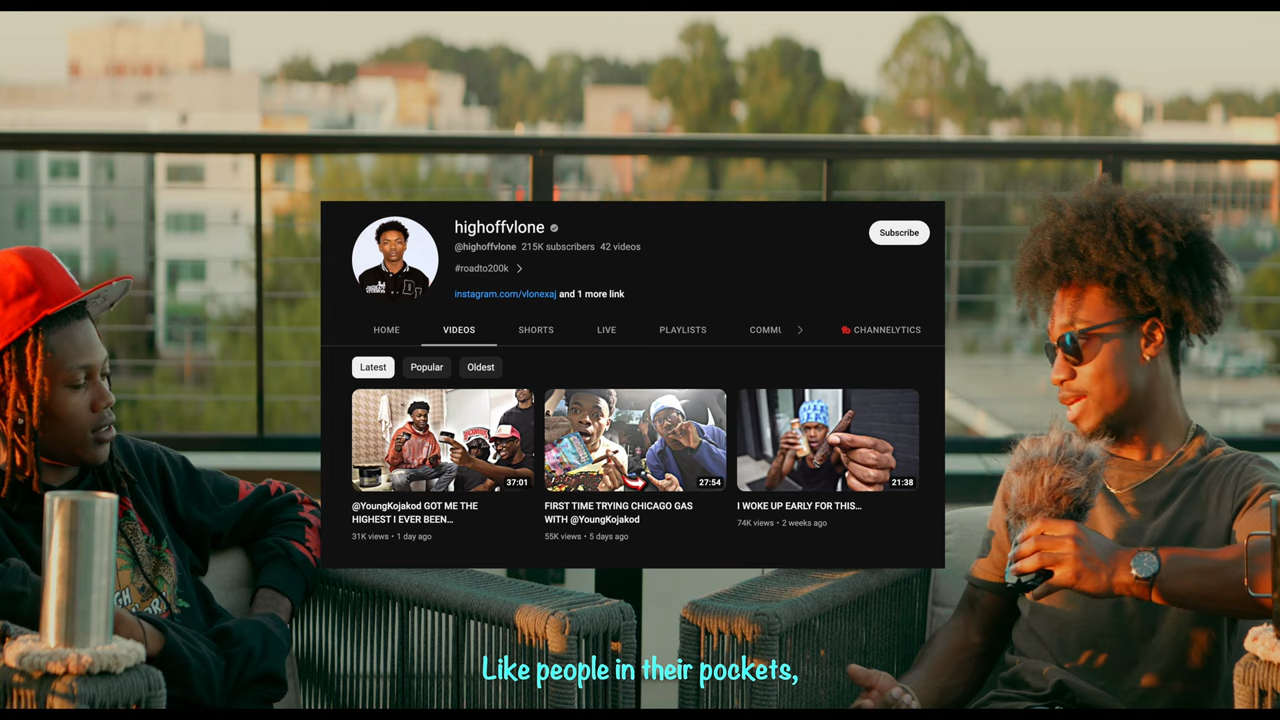 highoffvlone
@highoffvlone 215K subscribers 42 videos
#roadto200k
instagram.com/vlonexaj and 1 more link
Subscribe
HOME VIDEOS SHORTS LIVE PLAYLISTS COMMU CHANNELYTICS
Latest Popular Oldest
37:01
27:54
21:38
@YoungKojakod GOT ME THE
HIGHEST I EVER BEEN...
31K views • 1 day ago
FIRST TIME TRYING CHICAGO GAS
WITH @YoungKojakod
55K views • 5 days ago
I WOKE UP EARLY FOR THIS...
74K views • 2 weeks ago
Like people in their pockets,